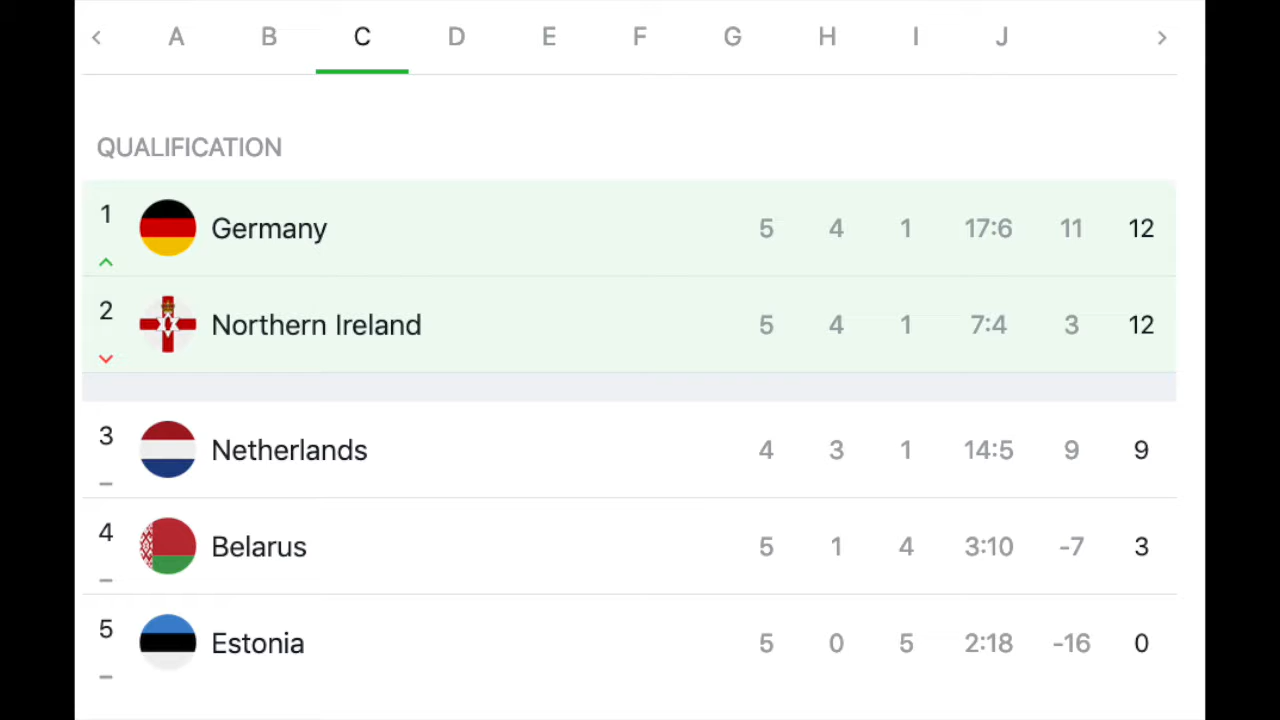 A B C D E F G H I J
QUALIFICATION
1 Germany 5 4 1 17:6 11 12
2 Northern Ireland 5 4 1 7:4 3 12
3 Netherlands 4 3 1 14:5 9 9
4 Belarus 5 1 4 3:10 -7 3
5 Estonia 5 0 5 2:18 -16 0